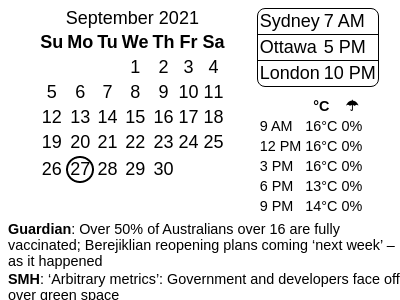 September 2021
Su Mo Tu We Th Fr Sa
1 2 3 4
5 6 7 8 9 10 11
12 13 14 15 16 17 18
19 20 21 22 23 24 25
26 27 28 29 30
Sydney 7 AM
Ottawa 5 PM
London 10 PM
°C ☂
9 AM 16°C 0%
12 PM 16°C 0%
3 PM 16°C 0%
6 PM 13°C 0%
9 PM 14°C 0%
Guardian: Over 50% of Australians over 16 are fully
vaccinated; Berejiklian reopening plans coming ‘next week’ –
as it happened
SMH: ‘Arbitrary metrics’: Government and developers face off
over green space